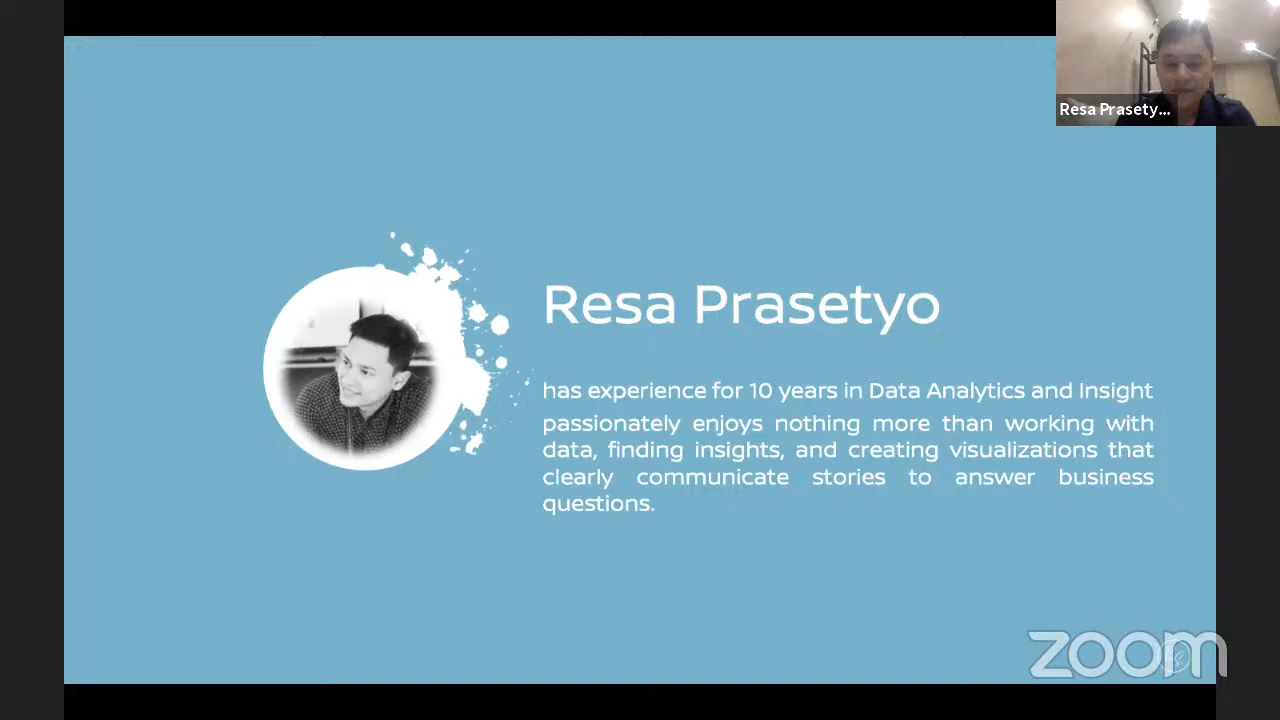 Resa Prasety...
Resa Prasetyo
has experience for 10 years in Data Analytics and Insight
passionately enjoys nothing more than working with
data, finding insights, and creating visualizations that
clearly communicate stories to answer business
questions.
zoom